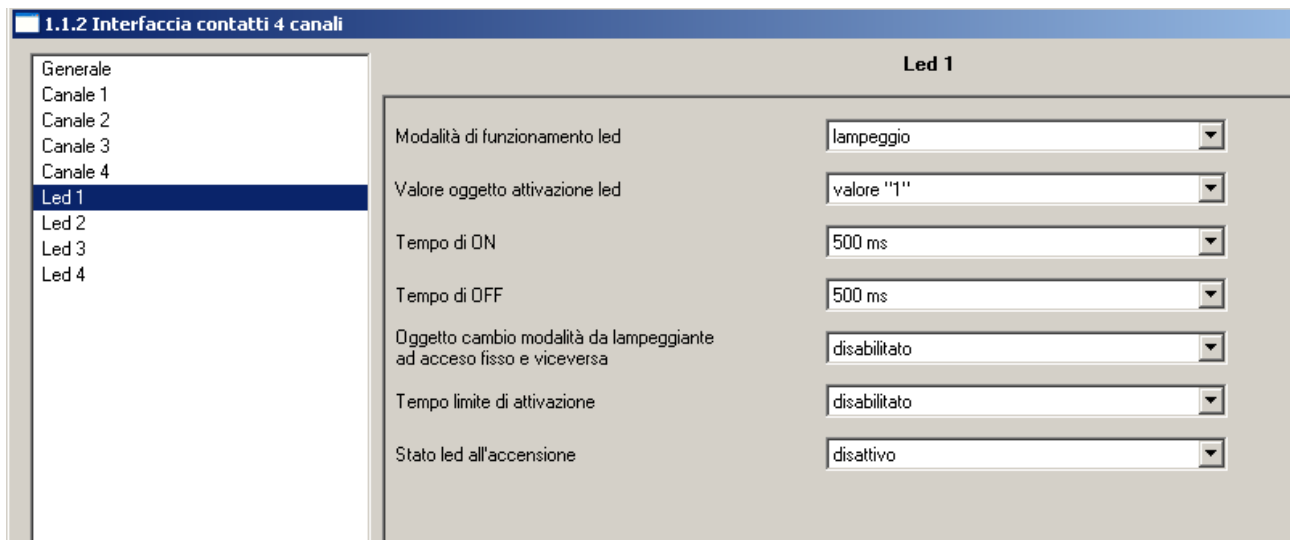 1.1.2 Interfaccia contatti 4 canali
Generale
Canale 1
Canale 2
Canale 3
Canale 4
Led 1
Led 2
Led 3
Led 4
Led 1
Modalità di funzionamento led
lampeggio
Valore oggetto attivazione led
valore "1"
Tempo di ON
500 ms
Tempo di OFF
500 ms
Oggetto cambio modalità da lampeggiante
ad acceso fisso e viceversa
disabilitato
Tempo limite di attivazione
disabilitato
Stato led all'accensione
disattivo